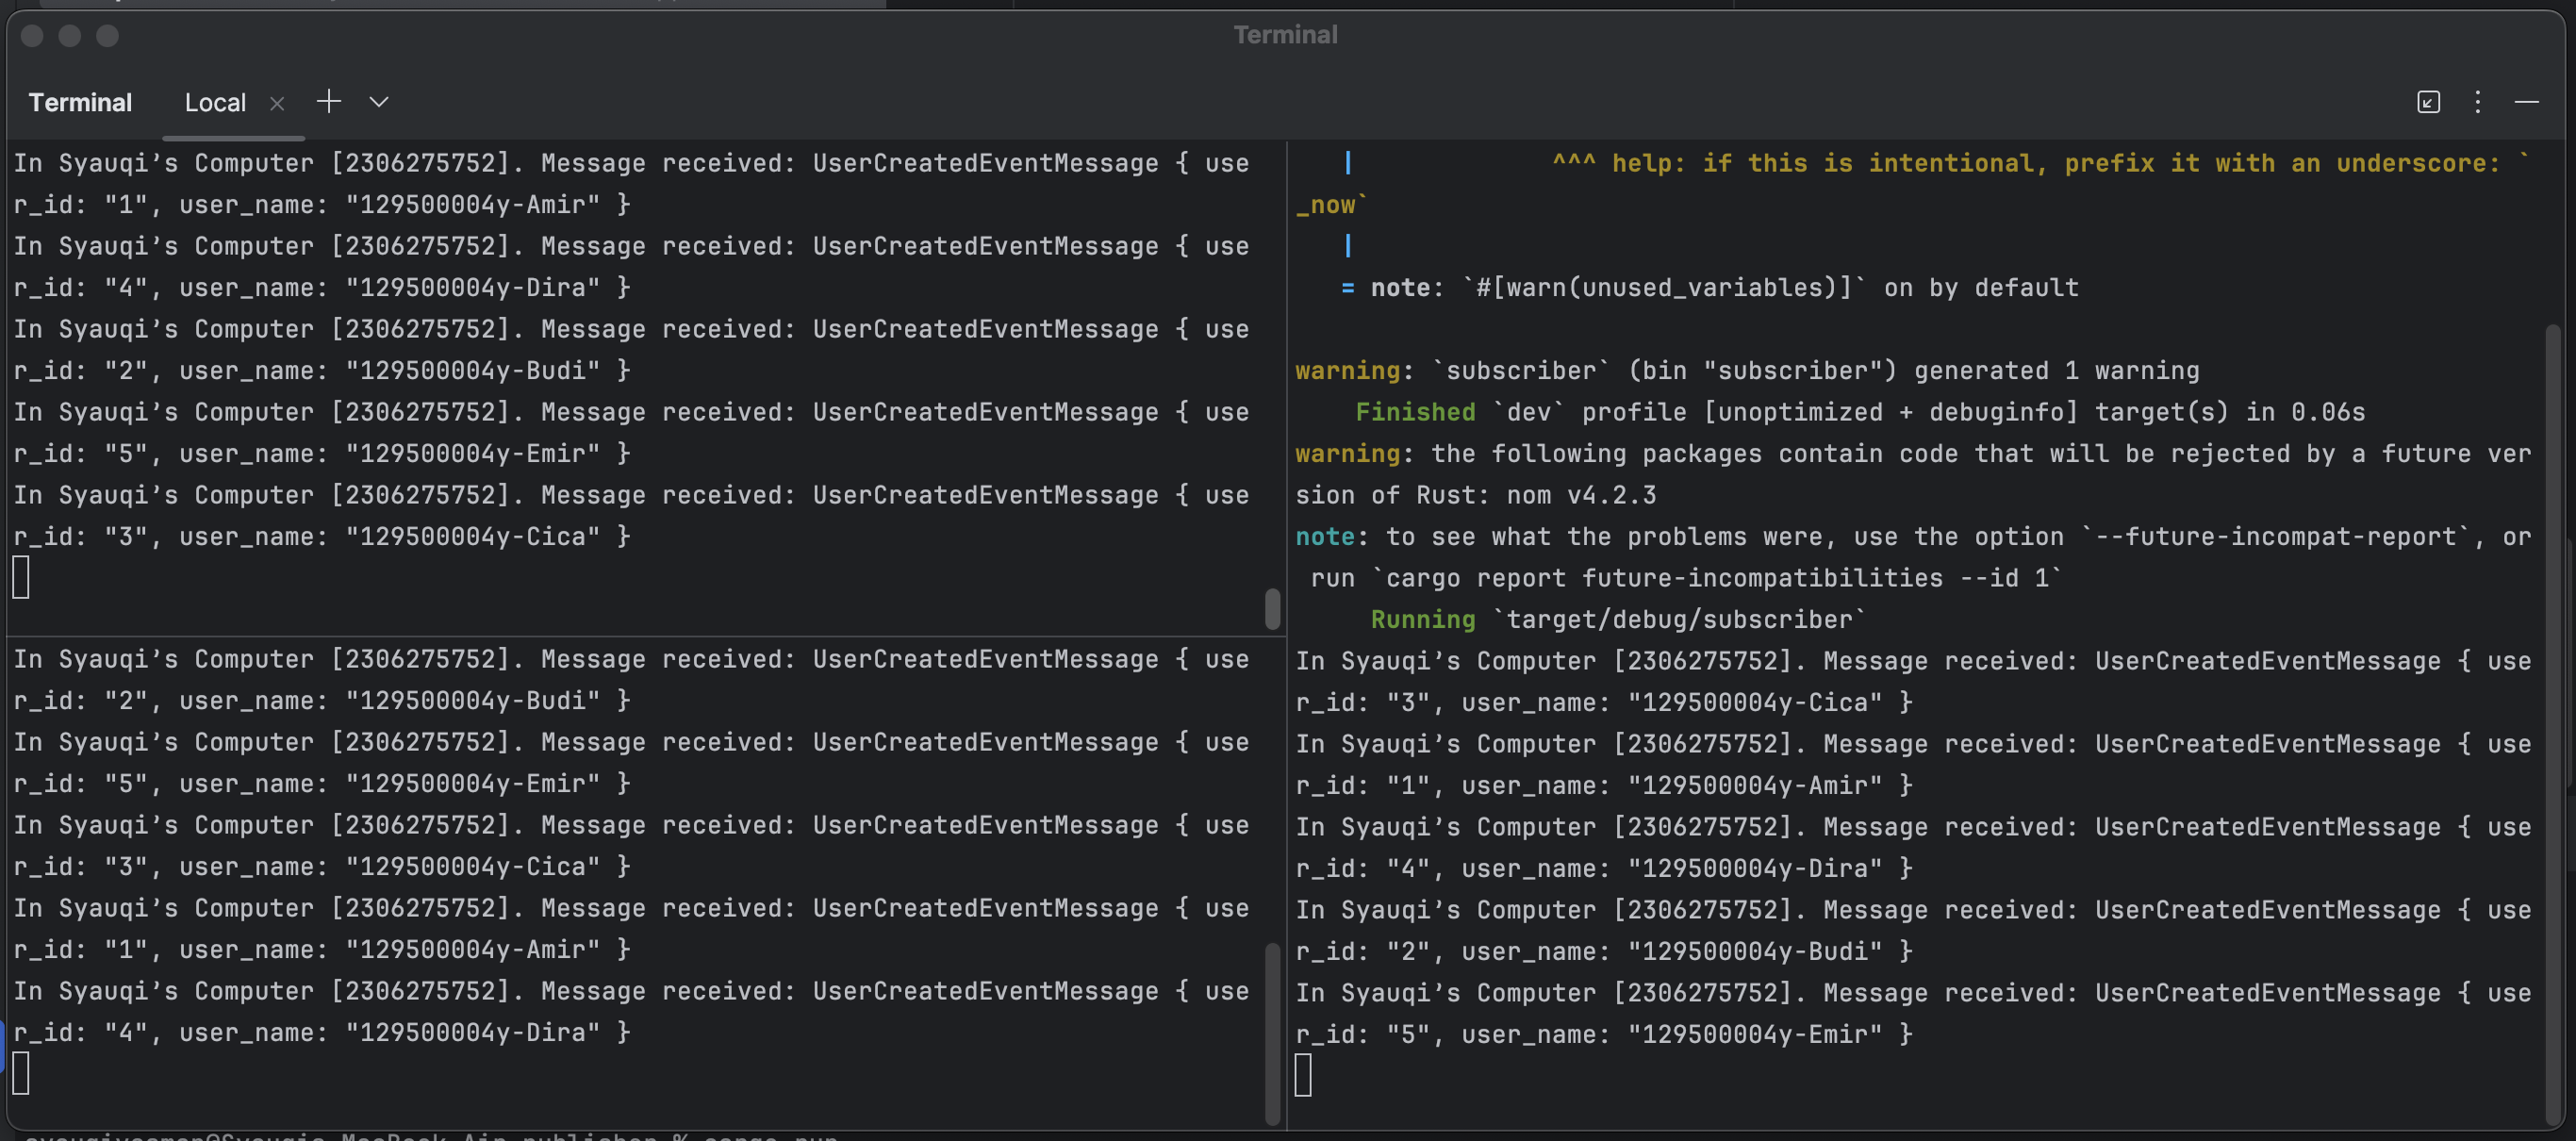 Terminal
Terminal Local
In Syauqi’s Computer [2306275752]. Message received: UserCreatedEventMessage { use
r_id: "1", user_name: "129500004y-Amir" }
In Syauqi’s Computer [2306275752]. Message received: UserCreatedEventMessage { use
r_id: "4", user_name: "129500004y-Dira" }
In Syauqi’s Computer [2306275752]. Message received: UserCreatedEventMessage { use
r_id: "2", user_name: "129500004y-Budi" }
In Syauqi’s Computer [2306275752]. Message received: UserCreatedEventMessage { use
r_id: "5", user_name: "129500004y-Emir" }
In Syauqi’s Computer [2306275752]. Message received: UserCreatedEventMessage { use
r_id: "3", user_name: "129500004y-Cica" }
In Syauqi’s Computer [2306275752]. Message received: UserCreatedEventMessage { use
r_id: "2", user_name: "129500004y-Budi" }
In Syauqi’s Computer [2306275752]. Message received: UserCreatedEventMessage { use
r_id: "5", user_name: "129500004y-Emir" }
In Syauqi’s Computer [2306275752]. Message received: UserCreatedEventMessage { use
r_id: "3", user_name: "129500004y-Cica" }
In Syauqi’s Computer [2306275752]. Message received: UserCreatedEventMessage { use
r_id: "1", user_name: "129500004y-Amir" }
In Syauqi’s Computer [2306275752]. Message received: UserCreatedEventMessage { use
r_id: "4", user_name: "129500004y-Dira" }
| ^^^ help: if this is intentional, prefix it with an underscore: `
_now`
|
= note: `#[warn(unused_variables)]` on by default
warning: `subscriber` (bin "subscriber") generated 1 warning
Finished `dev` profile [unoptimized + debuginfo] target(s) in 0.06s
warning: the following packages contain code that will be rejected by a future ver
sion of Rust: nom v4.2.3
note: to see what the problems were, use the option `--future-incompat-report`, or
run `cargo report future-incompatibilities --id 1`
Running `target/debug/subscriber`
In Syauqi’s Computer [2306275752]. Message received: UserCreatedEventMessage { use
r_id: "3", user_name: "129500004y-Cica" }
In Syauqi’s Computer [2306275752]. Message received: UserCreatedEventMessage { use
r_id: "1", user_name: "129500004y-Amir" }
In Syauqi’s Computer [2306275752]. Message received: UserCreatedEventMessage { use
r_id: "4", user_name: "129500004y-Dira" }
In Syauqi’s Computer [2306275752]. Message received: UserCreatedEventMessage { use
r_id: "2", user_name: "129500004y-Budi" }
In Syauqi’s Computer [2306275752]. Message received: UserCreatedEventMessage { use
r_id: "5", user_name: "129500004y-Emir" }